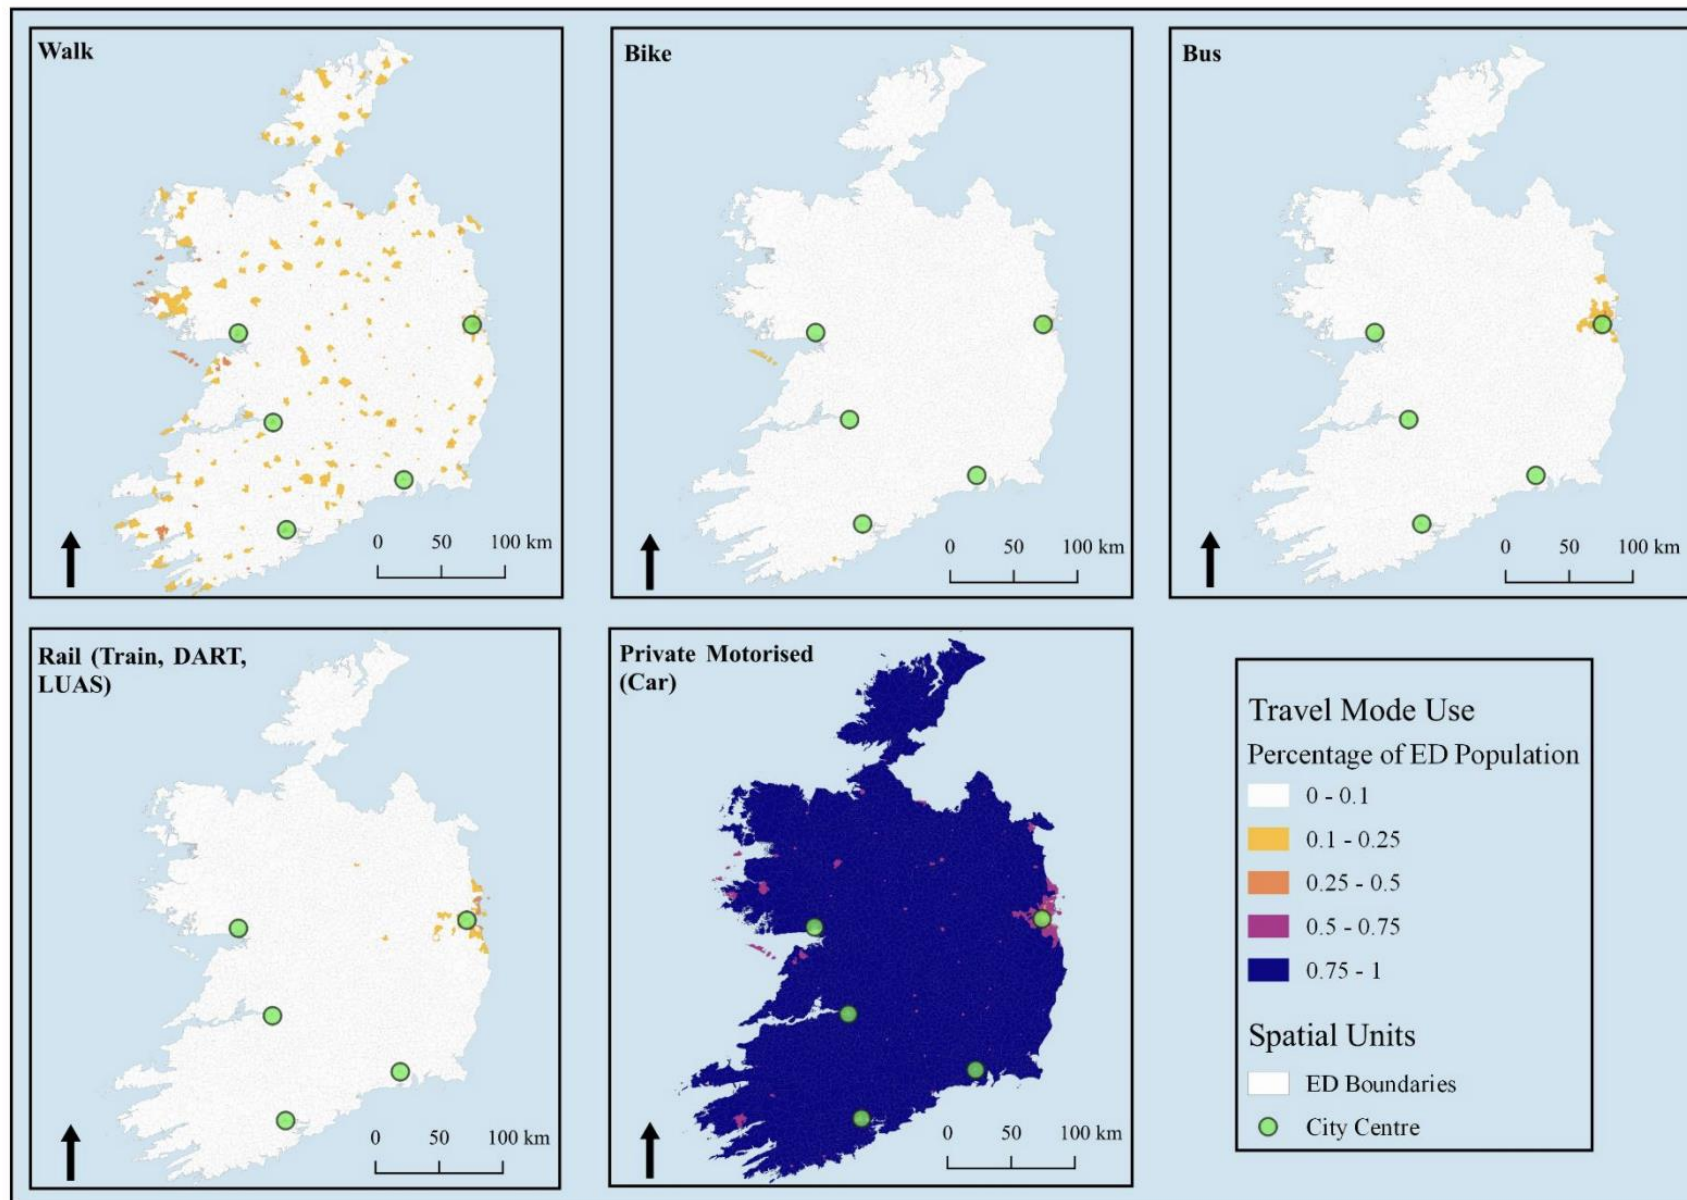 Walk
Bike
Bus
0 50 100 km
0 50 100 km
0 50 100 km
Rail (Train, DART,
LUAS)
Private Motorised
(Car)
0 50 100 km
0 50 100 km
Travel Mode Use
Percentage of ED Population
0 - 0.1
0.1 - 0.25
0.25 - 0.5
0.5 - 0.75
0.75 - 1
Spatial Units
ED Boundaries
City Centre